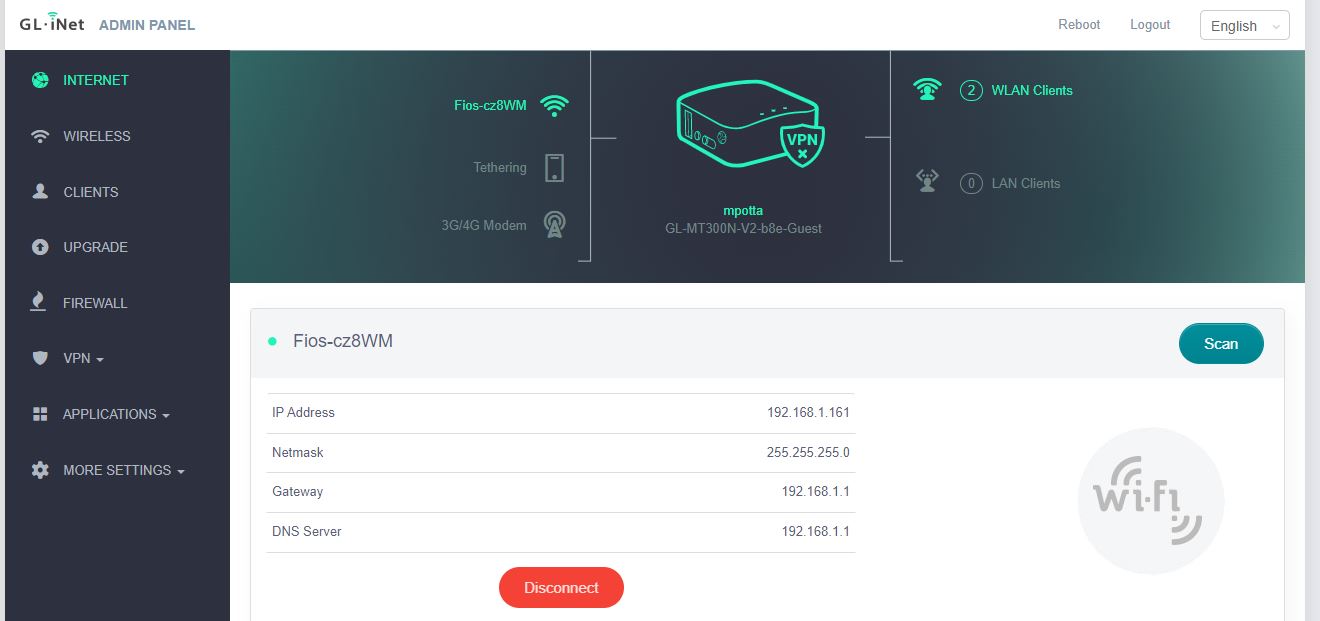 GL·iNet ADMIN PANEL
Reboot
Logout
English
INTERNET
WIRELESS
CLIENTS
UPGRADE
FIREWALL
VPN
APPLICATIONS
MORE SETTINGS
Fios-cz8WM
Tethering
3G/4G Modem
VPN
mpotta
GL-MT300N-V2-b8e-Guest
2 WLAN Clients
0 LAN Clients
Fios-cz8WM
Scan
IP Address 192.168.1.161
Netmask 255.255.255.0
Gateway 192.168.1.1
DNS Server 192.168.1.1
Disconnect
Wi-fi